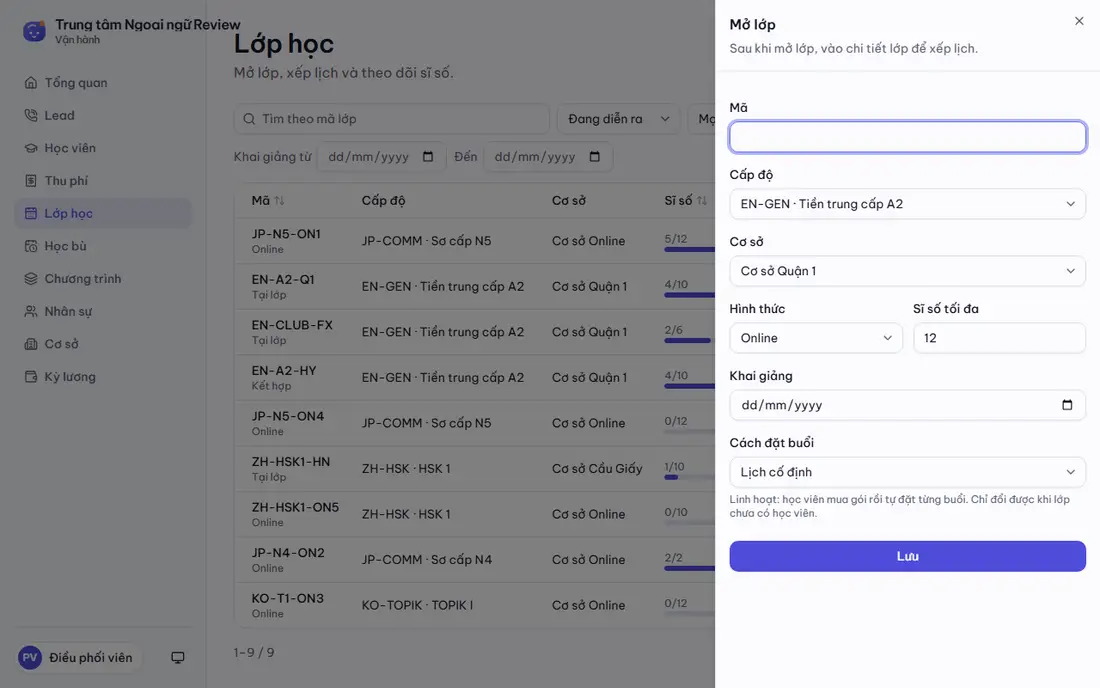 Trung tâm Ngoại ngữ Review
Vận hành
Tổng quan
Lead
Học viên
Thu phí
Lớp học
Học bù
Chương trình
Nhân sự
Cơ sở
Kỳ lương
PV Điều phối viên
Lớp học
Mở lớp, xếp lịch và theo dõi sĩ số.
Tìm theo mã lớp
Đang diễn ra
Khai giảng từ dd/mm/yyyy Đến dd/mm/yyyy
Mã Cấp độ Cơ sở Sĩ số
JP-N5-ON1 JP-COMM · Sơ cấp N5 Cơ sở Online 5/12
Online
EN-A2-Q1 EN-GEN · Tiền trung cấp A2 Cơ sở Quận 1 4/10
Tại lớp
EN-CLUB-FX EN-GEN · Tiền trung cấp A2 Cơ sở Quận 1 2/6
Tại lớp
EN-A2-HY EN-GEN · Tiền trung cấp A2 Cơ sở Quận 1 4/10
Kết hợp
JP-N5-ON4 JP-COMM · Sơ cấp N5 Cơ sở Online 0/12
Online
ZH-HSK1-HN ZH-HSK · HSK 1 Cơ sở Cầu Giấy 1/10
Tại lớp
ZH-HSK1-ON5 ZH-HSK · HSK 1 Cơ sở Online 0/10
Online
JP-N4-ON2 JP-COMM · Sơ cấp N4 Cơ sở Online 2/2
Online
KO-T1-ON3 KO-TOPIK · TOPIK I Cơ sở Online 0/12
Online
1–9 / 9
Mở lớp
Sau khi mở lớp, vào chi tiết lớp để xếp lịch.
Mã
Cấp độ
EN-GEN · Tiền trung cấp A2
Cơ sở
Cơ sở Quận 1
Hình thức Sĩ số tối đa
Online 12
Khai giảng
dd/mm/yyyy
Cách đặt buổi
Lịch cố định
Linh hoạt: học viên mua gói rồi tự đặt từng buổi. Chỉ đổi được khi lớp
chưa có học viên.
Lưu